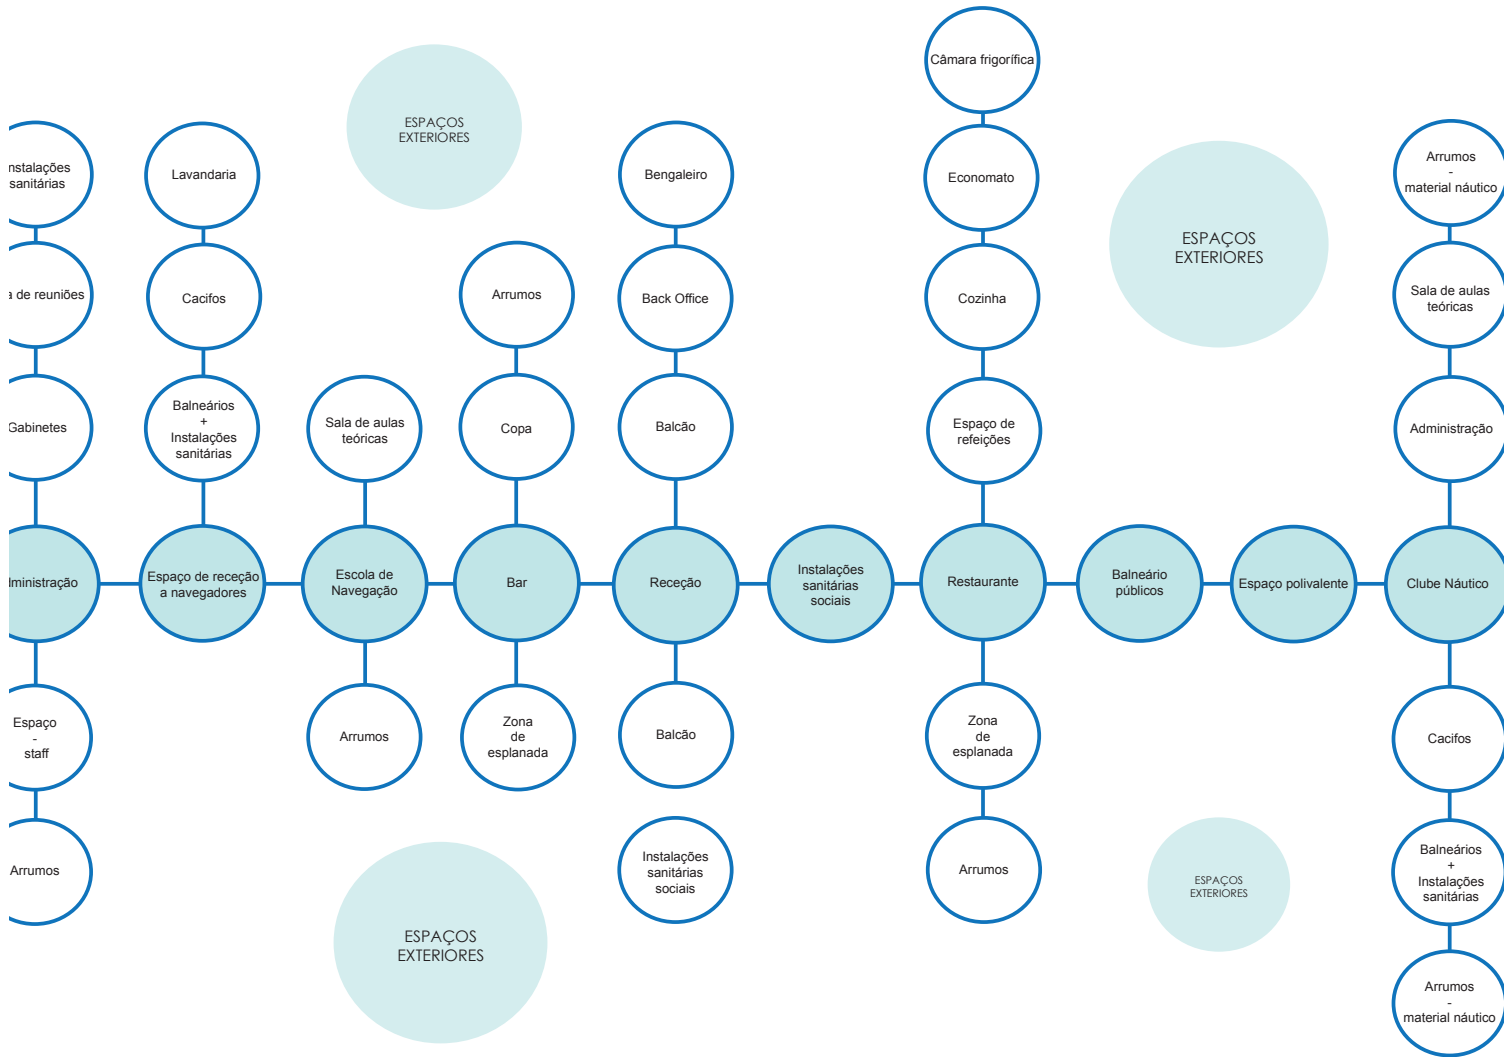 Câmara frigorífica
ESPAÇOS
EXTERIORES
nstalações
sanitárias
Lavandaria
Bengaleiro
Economato
Arrumos
-
material náutico
ESPAÇOS
EXTERIORES
a de reuniões
Cacifos
Arrumos
Back Office
Cozinha
Sala de aulas
teóricas
Gabinetes
Balneários
+
Instalações
sanitárias
Sala de aulas
teóricas
Copa
Balcão
Espaço de
refeições
Administração
dministração
Espaço de receção
a navegadores
Escola de
Navegação
Bar
Receção
Instalações
sanitárias
sociais
Restaurante
Balneário
públicos
Espaço polivalente
Clube Náutico
Espaço
-
staff
Arrumos
Zona
de
esplanada
Balcão
Zona
de
esplanada
Cacifos
Arrumos
Instalações
sanitárias
sociais
Arrumos
ESPAÇOS
EXTERIORES
Balneários
+
Instalações
sanitárias
ESPAÇOS
EXTERIORES
Arrumos
-
material náutico